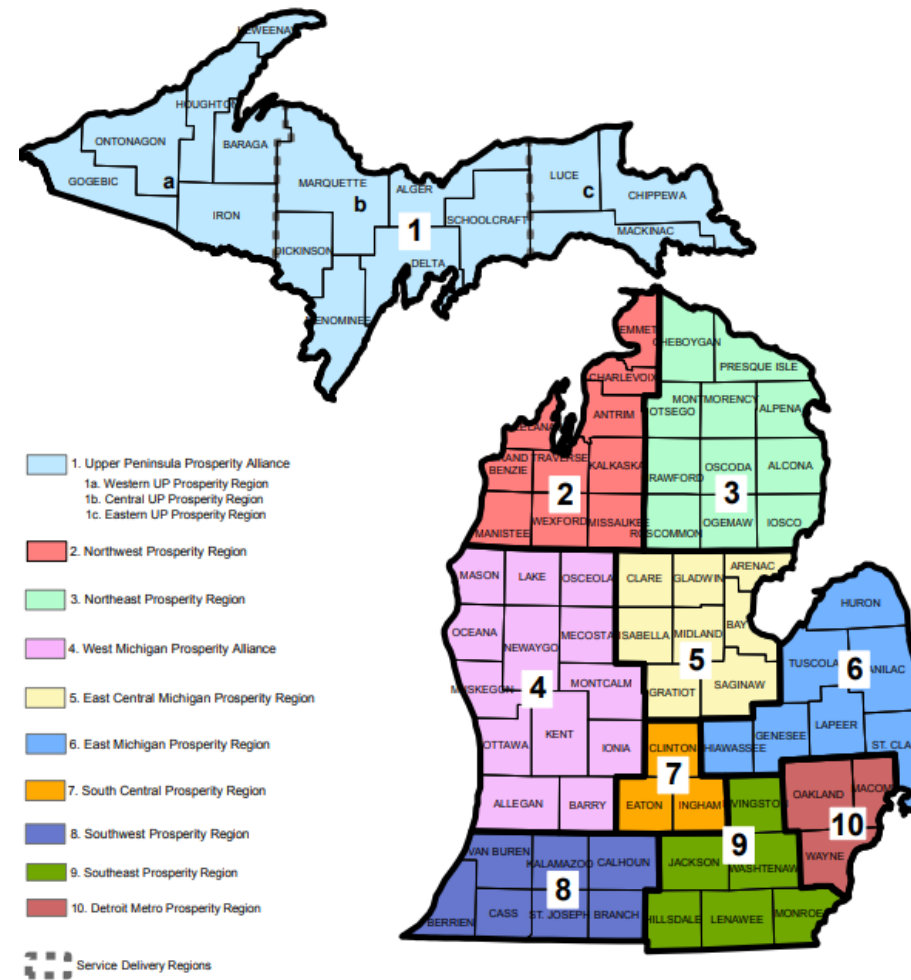 KEWEENAW
HOUGHTON
ONTONAGON
BARAGA
GOGEBIC
a
MARQUETTE
b
ALGER
LUCE
c
CHIPPEWA
IRON
SCHOOLCRAFT
1
MACKINAC
DICKINSON
DELTA
MENOMINEE
EMMET
CHEBOYGAN
PRESQUE ISLE
CHARLEVOIX
ANTRIM
OTSEGO
MONTMORENCY
ALPENA
LEELANAU
GRAND TRAVERSE
BENZIE
KALKASKA
CRAWFORD
OSCODA
ALCONA
2
3
MANISTEE
WEXFORD
MISSAUKEE
ROSCOMMON
OGEMAW
IOSCO
1. Upper Peninsula Prosperity Alliance
1a. Western UP Prosperity Region
1b. Central UP Prosperity Region
1c. Eastern UP Prosperity Region
2. Northwest Prosperity Region
3. Northeast Prosperity Region
4. West Michigan Prosperity Alliance
5. East Central Michigan Prosperity Region
6. East Michigan Prosperity Region
7. South Central Prosperity Region
8. Southwest Prosperity Region
9. Southeast Prosperity Region
10. Detroit Metro Prosperity Region
Service Delivery Regions
MASON
LAKE
OSCEOLA
CLARE
GLADWIN
ARENAC
HURON
OCEANA
NEWAYGO
MECOSTA
ISABELLA
MIDLAND
BAY
4
5
6
TUSCOLA
SANILAC
MUSKEGON
MONTCALM
GRATIOT
SAGINAW
OTTAWA
KENT
IONIA
CLINTON
SHIAWASSEE
GENESEE
LAPEER
ST. CLA
7
ALLEGAN
BARRY
EATON
INGHAM
LIVINGSTON
OAKLAND
MACOMB
10
9
VAN BUREN
KALAMAZOO
CALHOUN
JACKSON
WASHTENAW
WAYNE
8
BERRIEN
CASS
ST. JOSEPH
BRANCH
HILLSDALE
LENAWEE
MONROE